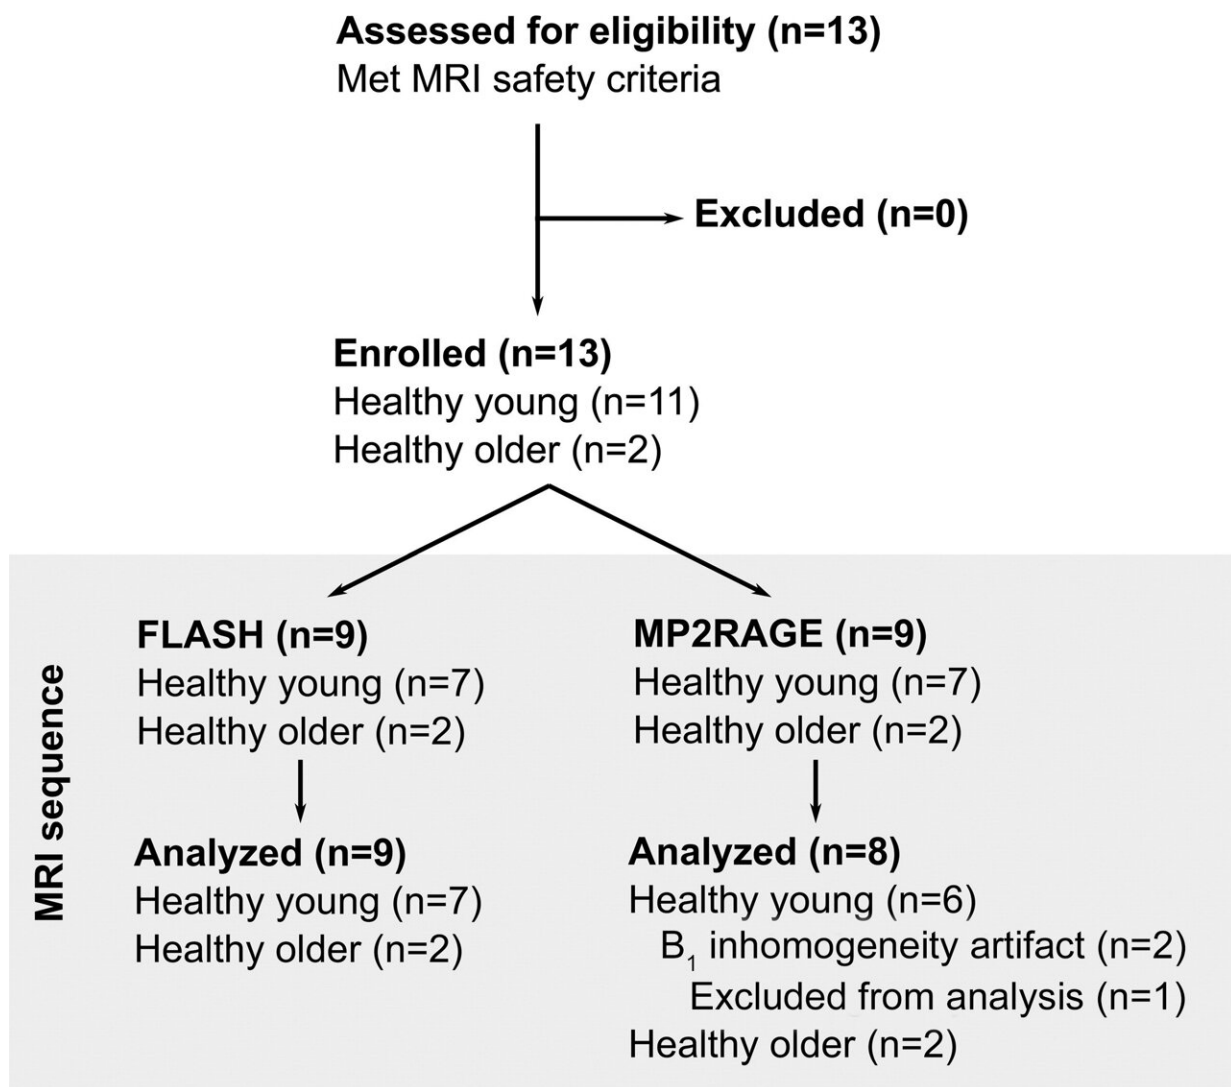 Assessed for eligibility (n=13)
Met MRI safety criteria
Excluded (n=0)
Enrolled (n=13)
Healthy young (n=11)
Healthy older (n=2)
MRI sequence
FLASH (n=9)
Healthy young (n=7)
Healthy older (n=2)
Analyzed (n=9)
Healthy young (n=7)
Healthy older (n=2)
MP2RAGE (n=9)
Healthy young (n=7)
Healthy older (n=2)
Analyzed (n=8)
Healthy young (n=6)
B₁ inhomogeneity artifact (n=2)
Excluded from analysis (n=1)
Healthy older (n=2)